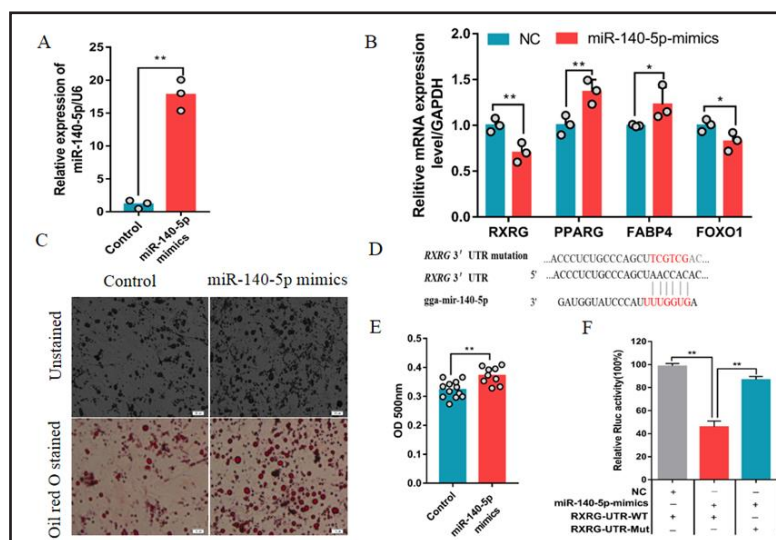 A
Relative expression of
miR-140-5p/U6
25
20
15
10
5
0
**
Control
miR-140-5p
mimics
B
NC
miR-140-5p-mimics
Relitive mRNA expression
level/GAPDH
2.0
1.5
1.0
0.5
0.0
**
**
*
*
RXRG
PPARG
FABP4
FOXO1
C
Control
miR-140-5p mimics
Unstained
Oil red O stained
D
RXRG 3' UTR mutation
...ACCCUCUGCCCAGCUUCGUCGAC...
RXRG 3' UTR
5'
...ACCCUCUGCCCAGCUAACCACAC...
gga-mir-140-5p
3'
GAUGGUAUCCCAUUUUGGUGA
E
OD 500nm
0.5
0.4
0.3
0.2
0.1
0.0
**
Control
miR-140-5p
mimics
F
Relative Rluc activity(100%)
120
100
80
60
40
20
0
**
**
NC
+
−
−
miR-140-5p-mimics
−
+
+
RXRG-UTR-WT
+
+
−
RXRG-UTR-Mut
−
−
+